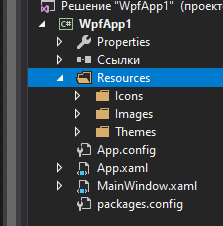 Решение "WpfApp1" (проект
WpfApp1
Properties
Ссылки
Resources
Icons
Images
Themes
App.config
App.xaml
MainWindow.xaml
packages.config